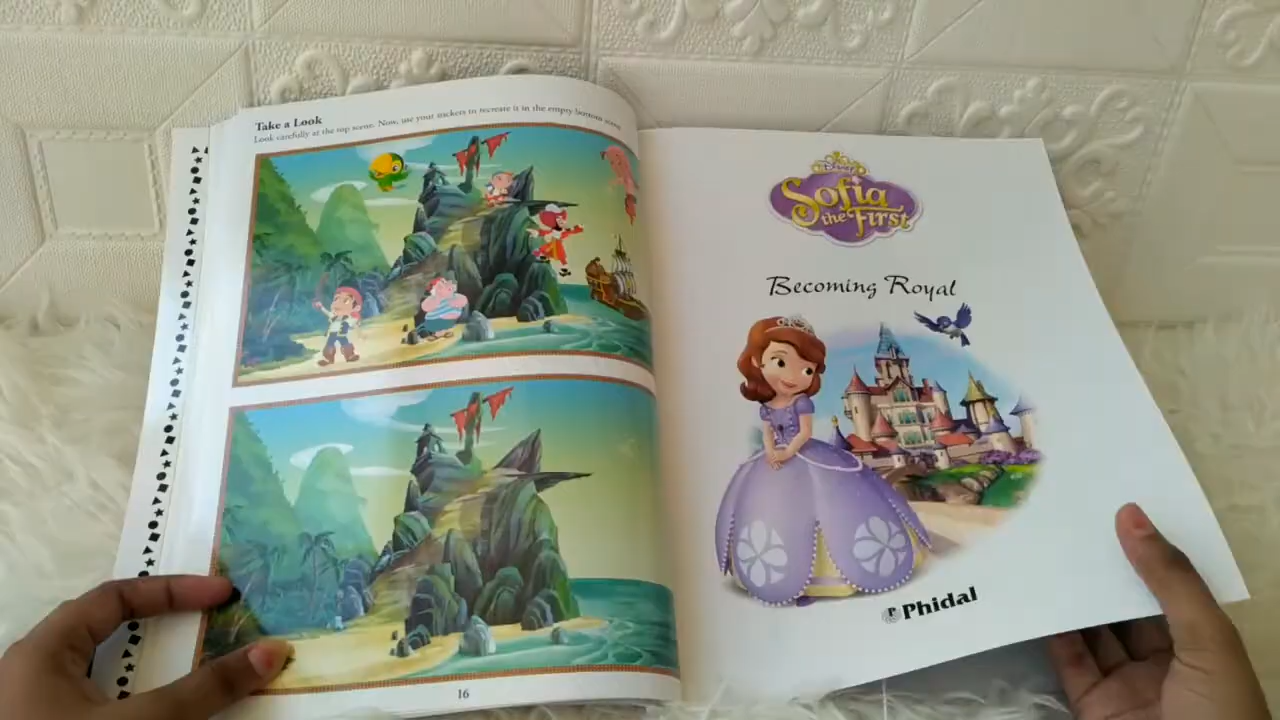 Take a Look
Look carefully at the top scene. Now, use your stickers to recreate it in the empty bottom scene.
16
Disney
Sofia
the First
Becoming Royal
Phidal